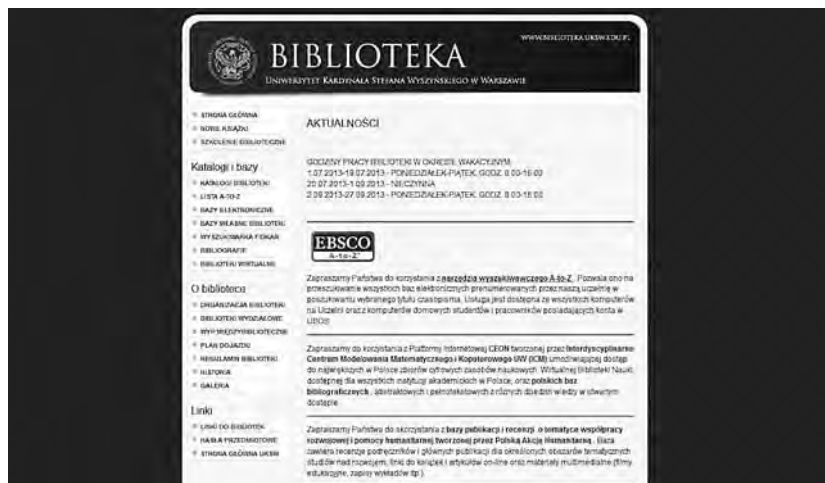 WWW.BIBLIOTEKA.UKSW.EDU.PL
BIBLIOTEKA
UNIWERSYTET KARDYNAŁA STEFANA WYSZYŃSKIEGO W WARSZAWIE
STRONA GŁÓWNA
NOWE KSIĄŻKI
SZKOLENIE BIBLIOTECZNE
Katalogi i bazy
KATALOGI BIBLIOTEKI
LISTA A-TO-Z
BAZY ELEKTRONICZNE
BAZY WŁASNE BIBLIOTEKI
WYSZUKIWARKA FIDKAR
BIBLIOGRAFIE
BIBLIOTEKI WIRTUALNE
O bibliotece
ORGANIZACJA BIBLIOTEKI
BIBLIOTEKI WYDZIAŁOWE
WYP. MIĘDZYBIBLIOTECZNE
PLAN DOJAZDU
REGULAMIN BIBLIOTEKI
HISTORIA
GALERIA
Linki
LINKI DO BIBLIOTEK
HASŁA PRZEDMIOTOWE
STRONA GŁÓWNA UKSW
AKTUALNOŚCI
GODZINY PRACY BIBLIOTEKI W OKRESIE WAKACYJNYM:
1.07.2013-19.07.2013 - PONIEDZIAŁEK-PIĄTEK, GODZ. 8.00-16.00
20.07.2013-1.09.2013 - NIECZYNNA
2.09.2013-27.09.2013 - PONIEDZIAŁEK-PIĄTEK, GODZ. 8.00-16.00
EBSCO
A-to-Z
Zapraszamy Państwa do korzystania z narzędzia wyszukiwawczego A-to-Z. Pozwala ono na
przeszukiwanie wszystkich baz elektronicznych prenumerowanych przez naszą uczelnię w
poszukiwaniu wybranego tytułu czasopisma. Usługa jest dostępna ze wszystkich komputerów
na Uczelni oraz z komputerów domowych studentów i pracowników posiadających konta w
Zapraszamy do korzystania z Platformy Internetowej CEON tworzonej przez Interdyscyplinarne
Centrum Modelowania Matematycznego i Koputerowego UW (ICM) umożliwiającej dostęp
do największych w Polsce zbiorów cyfrowych zasobów naukowych: Wirtualnej Biblioteki Nauki,
dostępnej dla wszystkich instytucji akademickich w Polsce, oraz polskich baz
bibliograficznych, abstraktowych i pełnotekstowych z różnych dziedzin wiedzy w otwartym
dostępie.
Zapraszamy Państwa do skorzystania z bazy publikacji i recenzji o tematyce współpracy
rozwojowej i pomocy humanitarnej tworzonej przez Polską Akcję Humanitarną. Baza
zawiera recenzje podręczników i głównych publikacji dla określonych obszarów tematycznych
studiów nad rozwojem, linki do książek i artykułów on-line oraz materiały multimedialne (filmy
edukacyjne, zapisy wykładów itp.).